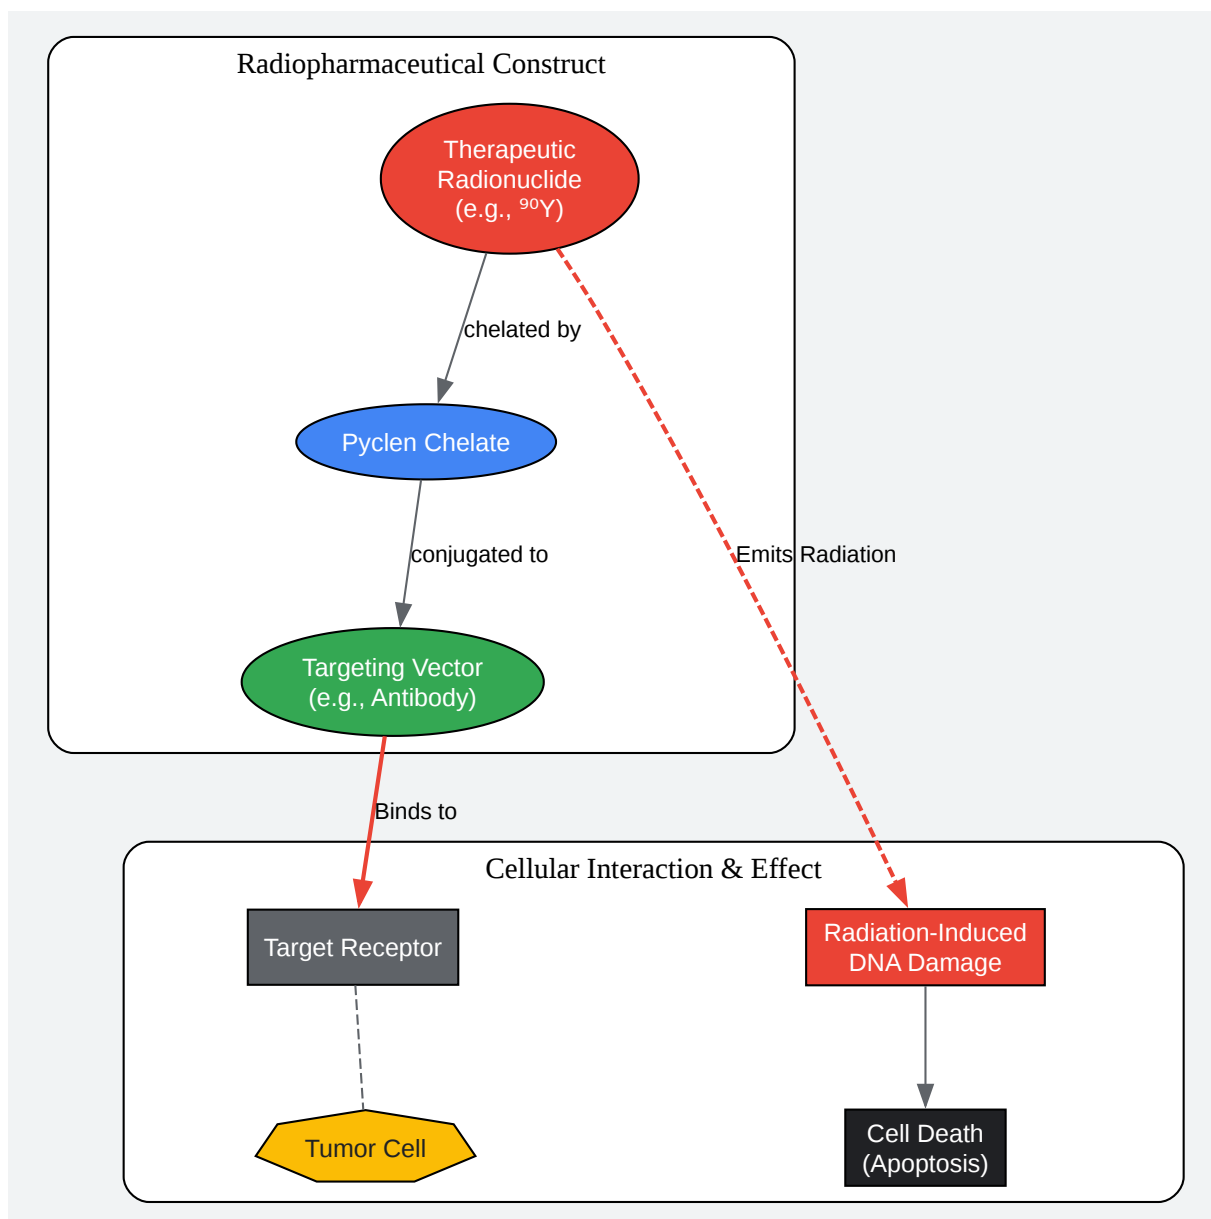 Radiopharmaceutical Construct
Therapeutic
Radionuclide
(e.g., ⁹⁰Y)
chelated by
Pyclen Chelate
conjugated to
Emits Radiation
Targeting Vector
(e.g., Antibody)
Binds to
Cellular Interaction & Effect
Target Receptor
Radiation-Induced
DNA Damage
Tumor Cell
Cell Death
(Apoptosis)